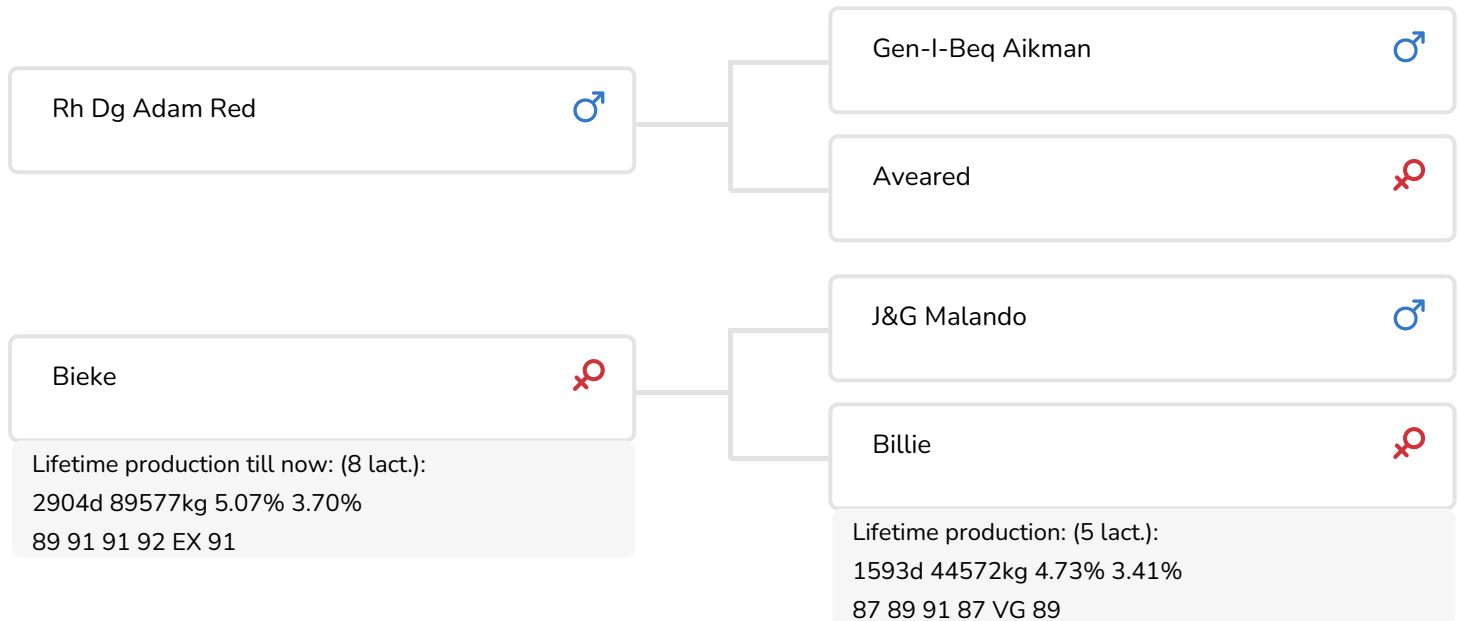 Gen-I-Beq Aikman
Rh Dg Adam Red
Aveared
J&G Malando
Bieke
Billie
Lifetime production till now: (8 lact.):
2904d 89577kg 5.07% 3.70%
89 91 91 92 EX 91
Lifetime production: (5 lact.):
1593d 44572kg 4.73% 3.41%
87 89 91 87 VG 89